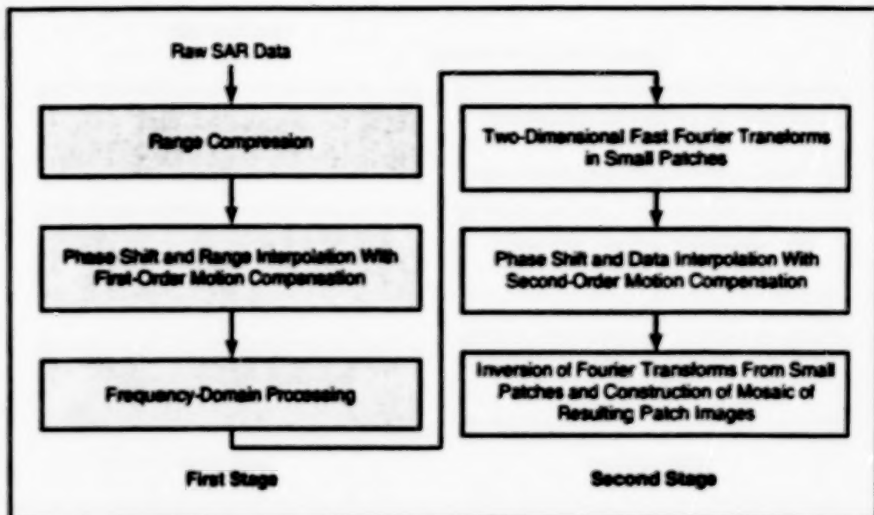 Raw SAR Data
Range Compression
Phase Shift and Range Interpolation With
First-Order Motion Compensation
Frequency-Domain Processing
First Stage
Two-Dimensional Fast Fourier Transforms
in Small Patches
Phase Shift and Data Interpolation With
Second-Order Motion Compensation
Inversion of Fourier Transforms From Small
Patches and Construction of Mosaic of
Resulting Patch Images
Second Stage